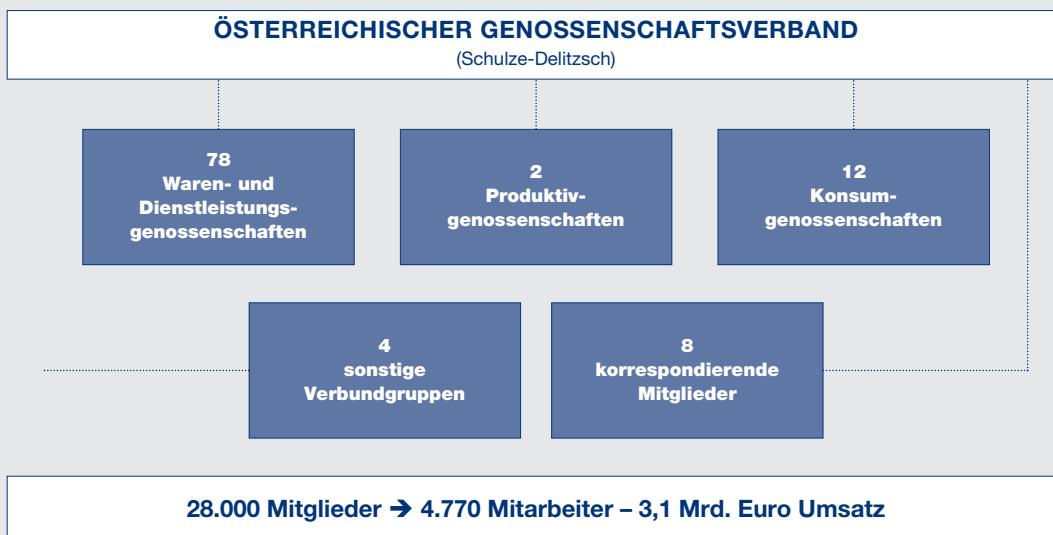 ÖSTERREICHISCHER GENOSSENSCHAFTSVERBAND
(Schulze-Delitzsch)
78
Waren- und
Dienstleistungs-
genossenschaften
2
Produktiv-
genossenschaften
12
Konsum-
genossenschaften
4
sonstige
Verbundgruppen
8
korrespondierende
Mitglieder
28.000 Mitglieder ➔ 4.770 Mitarbeiter – 3,1 Mrd. Euro Umsatz